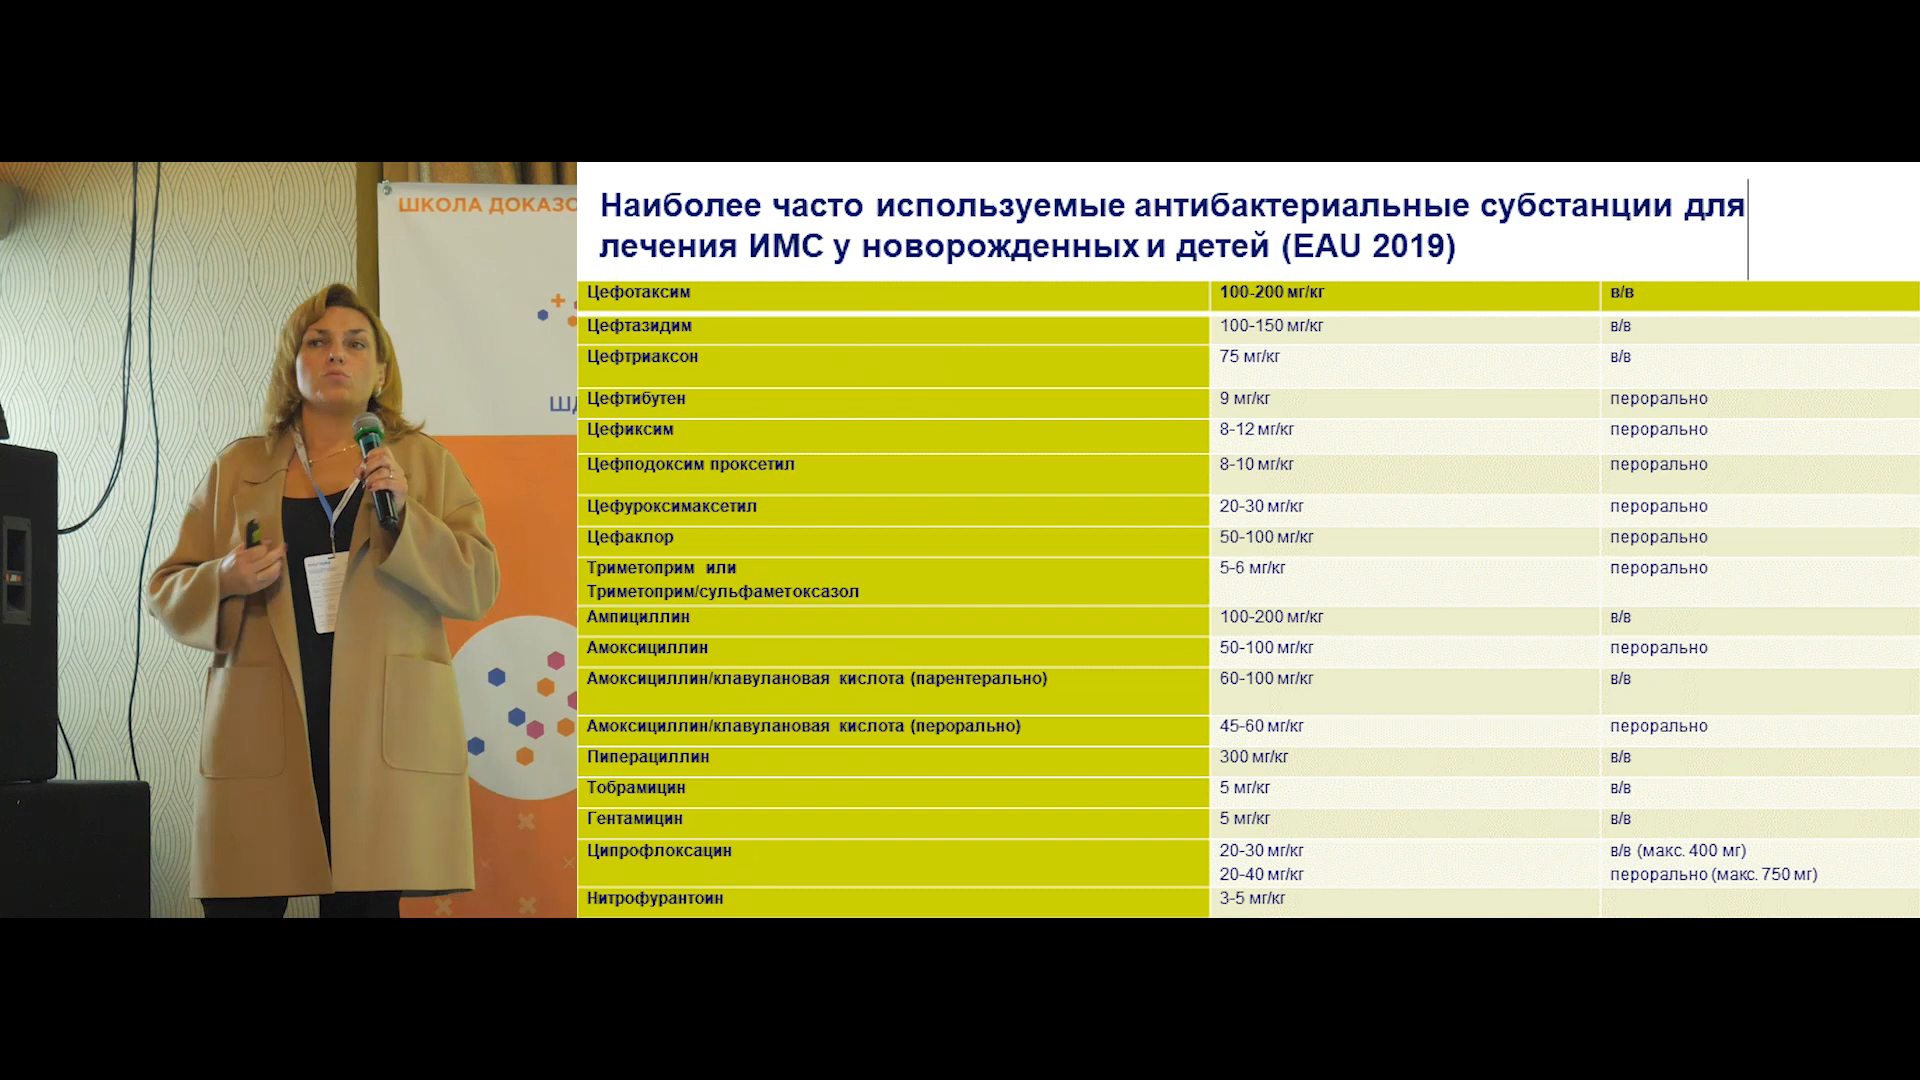 ШКОЛА ДОКАЗО
Наиболее часто используемые антибактериальные субстанции для
лечения ИМС у новорожденных и детей (EAU 2019)
Цефотаксим 100-200 мг/кг в/в
Цефтазидим 100-150 мг/кг в/в
Цефтриаксон 75 мг/кг в/в
Цефтибутен 9 мг/кг перорально
Цефиксим 8-12 мг/кг перорально
Цефподоксим проксетил 8-10 мг/кг перорально
Цефуроксимаксетил 20-30 мг/кг перорально
Цефаклор 50-100 мг/кг перорально
Триметоприм или 5-6 мг/кг перорально
Триметоприм/сульфаметоксазол
Ампициллин 100-200 мг/кг в/в
Амоксициллин 50-100 мг/кг перорально
Амоксициллин/клавулановая кислота (парентерально) 60-100 мг/кг в/в
Амоксициллин/клавулановая кислота (перорально) 45-60 мг/кг перорально
Пиперациллин 300 мг/кг в/в
Тобрамицин 5 мг/кг в/в
Гентамицин 5 мг/кг в/в
Ципрофлоксацин 20-30 мг/кг в/в (макс. 400 мг)
20-40 мг/кг перорально (макс. 750 мг)
Нитрофурантоин 3-5 мг/кг